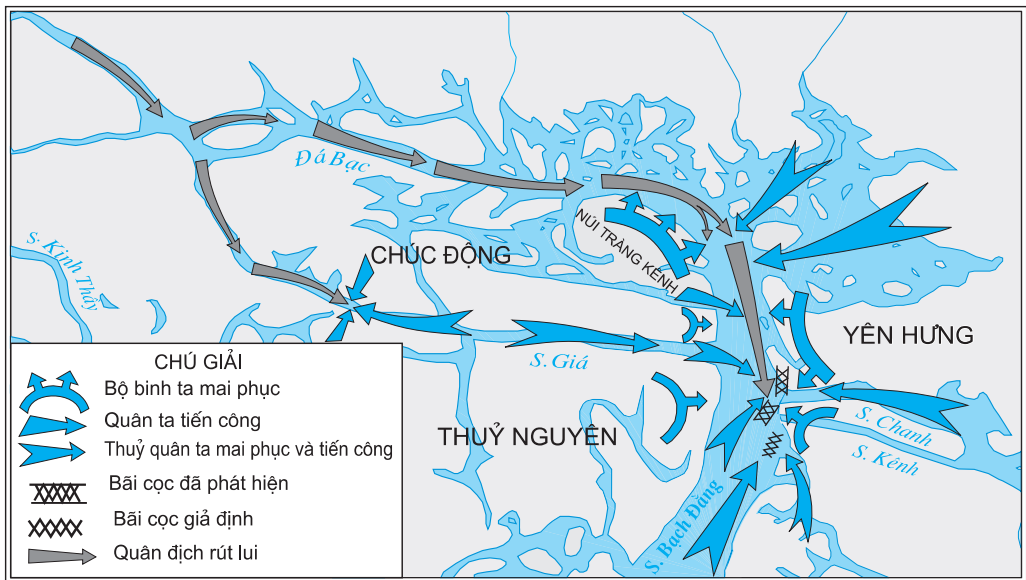 Đá Bạc
S. Kinh Thầy
CHÚC ĐỘNG
NÚI TRÀNG KÊNH
YÊN HƯNG
S. Giá
THUỶ NGUYÊN
S. Chanh
S. Kênh
S. Bạch Đằng
CHÚ GIẢI
Bộ binh ta mai phục
Quân ta tiến công
Thuỷ quân ta mai phục và tiến công
Bãi cọc đã phát hiện
Bãi cọc giả định
Quân địch rút lui